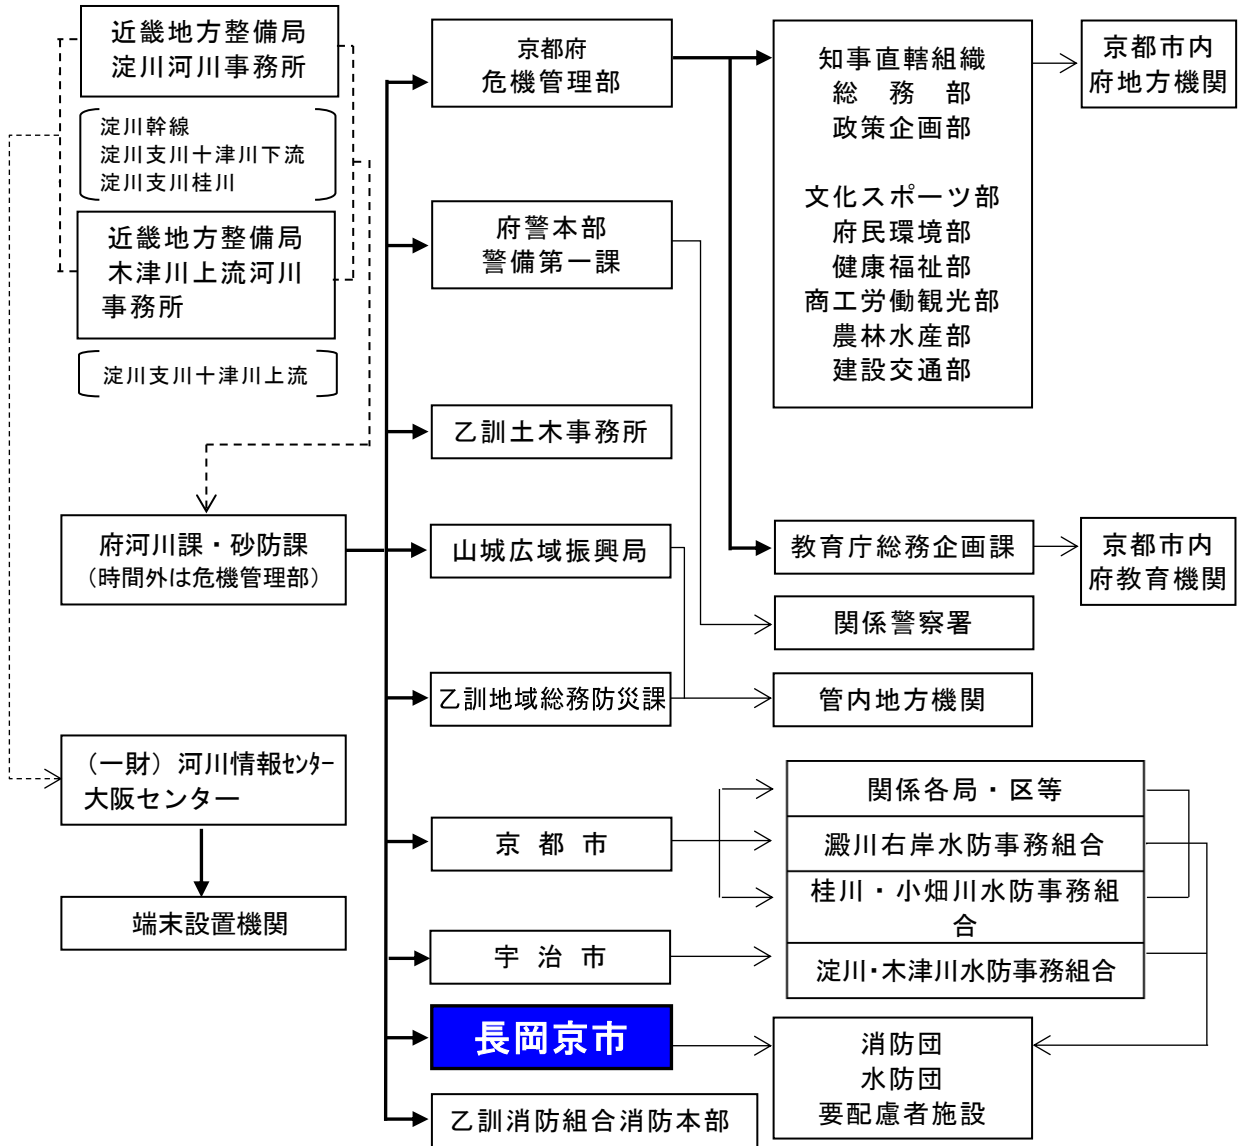 近畿地方整備局
淀川河川事務所
淀川幹線
淀川支川十津川下流
淀川支川桂川
近畿地方整備局
木津川上流河川
事務所
淀川支川十津川上流
府河川課・砂防課
（時間外は危機管理部）
（一財）河川情報ｾﾝﾀｰ
大阪センター
端末設置機関
京都府
危機管理部
府警本部
警備第一課
乙訓土木事務所
山城広域振興局
乙訓地域総務防災課
京 都 市
宇 治 市
長岡京市
乙訓消防組合消防本部
知事直轄組織
総　務　部
政策企画部
文化スポーツ部
府民環境部
健康福祉部
商工労働観光部
農林水産部
建設交通部
教育庁総務企画課
関係警察署
管内地方機関
関係各局・区等
澱川右岸水防事務組合
桂川・小畑川水防事務組
合
淀川･木津川水防事務組合
消防団
水防団
要配慮者施設
京都市内
府地方機関
京都市内
府教育機関